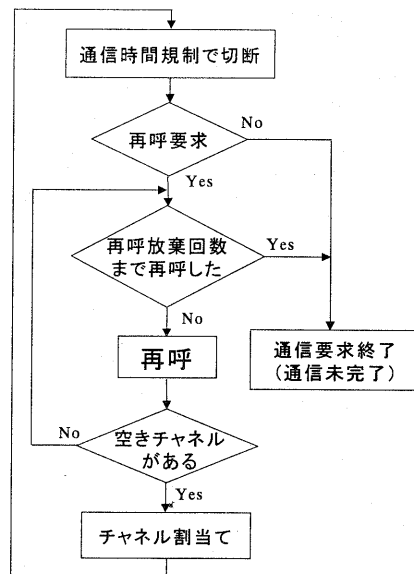 通信時間規制で切断
再呼要求
No
Yes
再呼放棄回数
まで再呼した
Yes
No
再呼
通信要求終了
(通信未完了)
空きチャネル
がある
No
Yes
チャネル割当て